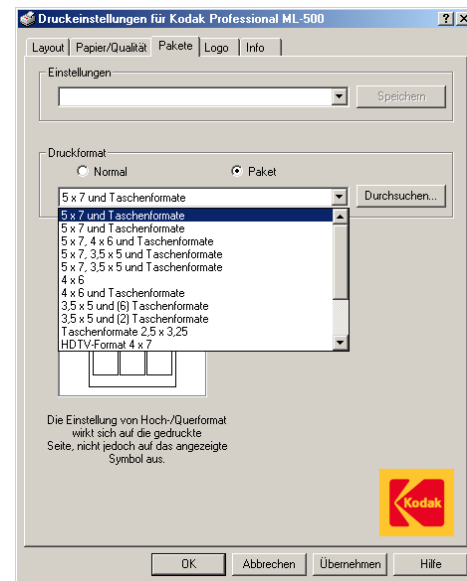 Druckeinstellungen für Kodak Professional ML-500
Layout Papier/Qualität Pakete Logo Info
Einstellungen
Speichern
Druckformat
Normal Paket
5 x 7 und Taschenformate Durchsuchen...
5 x 7 und Taschenformate
5 x 7 und Taschenformate
5 x 7, 4 x 6 und Taschenformate
5 x 7, 3,5 x 5 und Taschenformate
5 x 7, 3,5 x 5 und Taschenformate
4 x 6
4 x 6 und Taschenformate
3,5 x 5 und (6) Taschenformate
3,5 x 5 und (2) Taschenformate
Taschenformate 2,5 x 3,25
HDTV-Format 4 x 7
Die Einstellung von Hoch-/Querformat
wirkt sich auf die gedruckte
Seite, nicht jedoch auf das angezeigte
Symbol aus.
Kodak
OK Abbrechen Übernehmen Hilfe